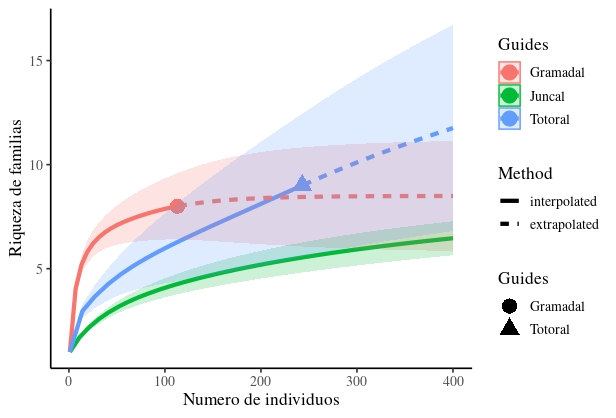 Riqueza de familias
15
10
5
0
100
200
300
400
Numero de individuos
Guides
Gramadal
Juncal
Totoral
Method
interpolated
extrapolated
Guides
Gramadal
Totoral